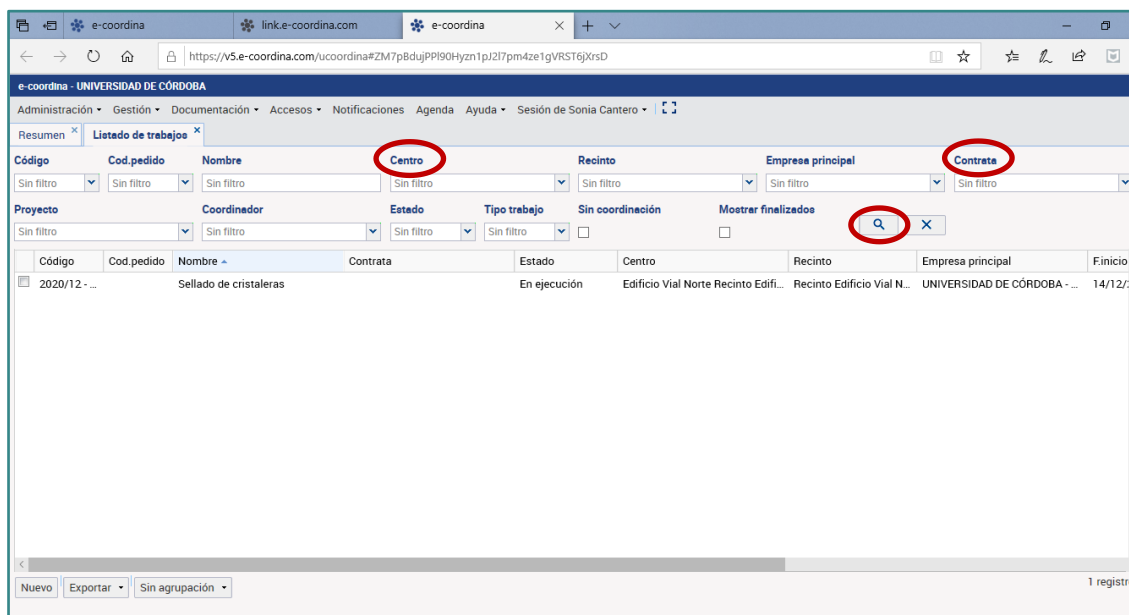 e-coordina link.e-coordina.com e-coordina
https://v5.e-coordina.com/ucoordina#ZM7pBdujPPl90Hyzn1pJ2l7pm4ze1gVRST6jXrsD
e-coordina - UNIVERSIDAD DE CÓRDOBA
Administración Gestión Documentación Accesos Notificaciones Agenda Ayuda Sesión de Sonia Cantero
Resumen Listado de trabajos
Código Cod.pedido Nombre Centro Recinto Empresa principal Contrata
Sin filtro Sin filtro Sin filtro Sin filtro Sin filtro Sin filtro Sin filtro
Proyecto Coordinador Estado Tipo trabajo Sin coordinación Mostrar finalizados
Sin filtro Sin filtro Sin filtro Sin filtro
Código Cod.pedido Nombre Contrata Estado Centro Recinto Empresa principal F.inicio
2020/12 - ... Sellado de cristaleras En ejecución Edificio Vial Norte Recinto Edifi... Recinto Edificio Vial N... UNIVERSIDAD DE CÓRDOBA - ... 14/12/
Nuevo Exportar Sin agrupación 1 registr